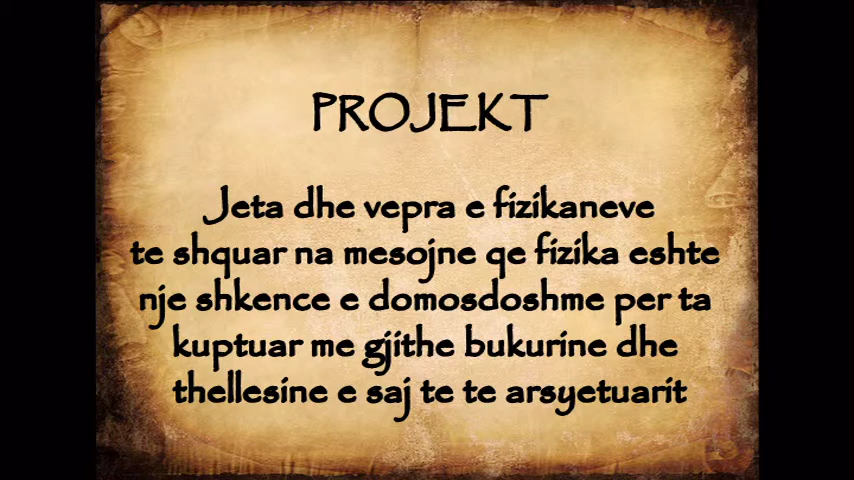 PROJEKT
Jeta dhe vepra e fizikaneve
te shquar na mesojne qe fizika eshte
nje shkence e domosdoshme per ta
kuptuar me gjithe bukurine dhe
thellesine e saj te te arsyetuarit